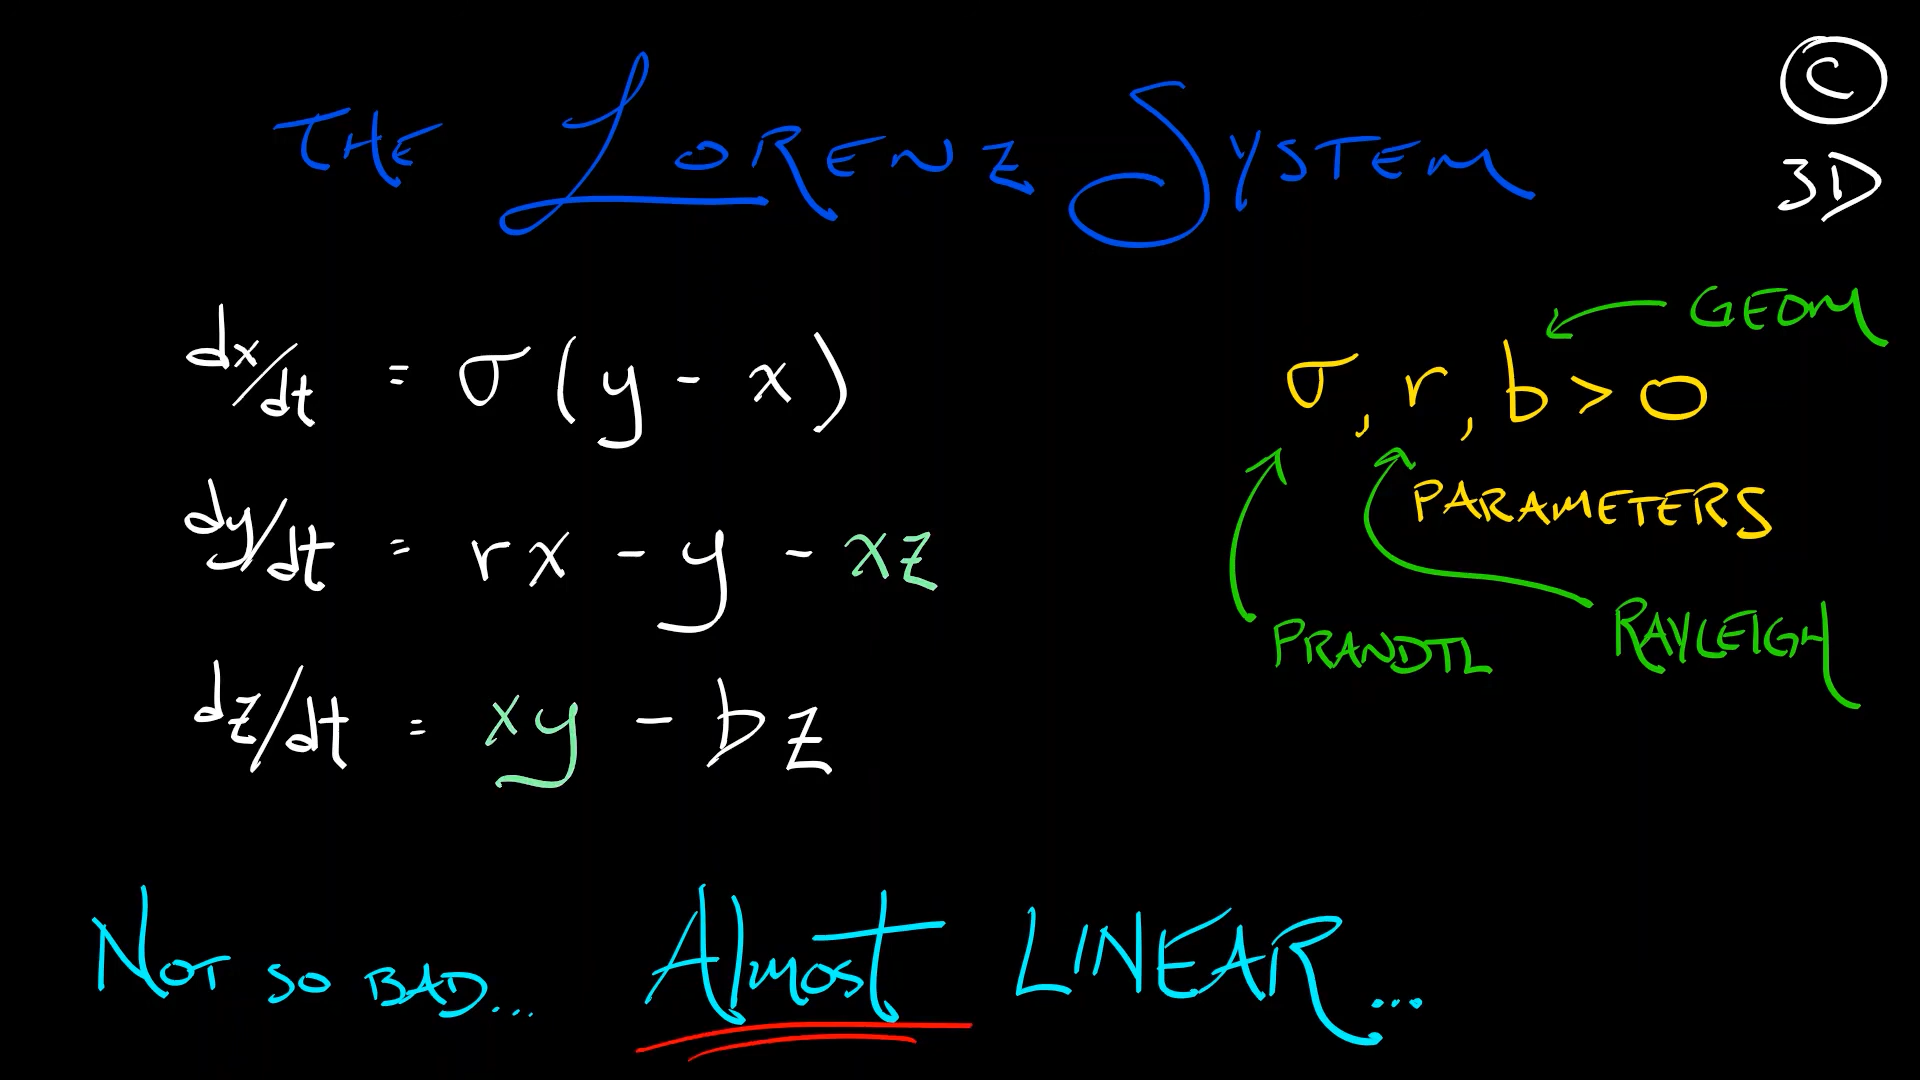 THE LORENZ SYSTEM
©
3D
dx/dt = σ(y - x)
dy/dt = rx - y - xz
dz/dt = xy - bz
GEOM
σ, r, b > 0
PARAMETERS
PRANDTL
RAYLEIGH
NOT SO BAD... Almost LINEAR...